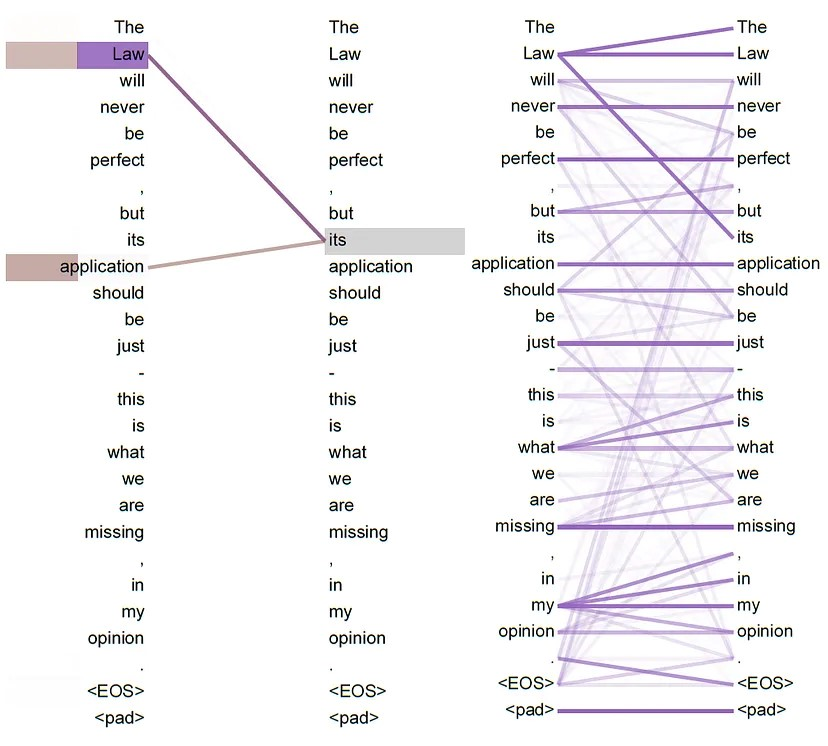 The The The The
Law Law Law Law
will will will will
never never never never
be be be be
perfect perfect perfect perfect
, , , ,
but but but but
its its its its
application application application application
should should should should
be be be be
just just just just
- - - -
this this this this
is is is is
what what what what
we we we we
are are are are
missing missing missing missing
, , , ,
in in in in
my my my my
opinion opinion opinion opinion
. . . .
<EOS> <EOS> <EOS> <EOS>
<pad> <pad> <pad> <pad>